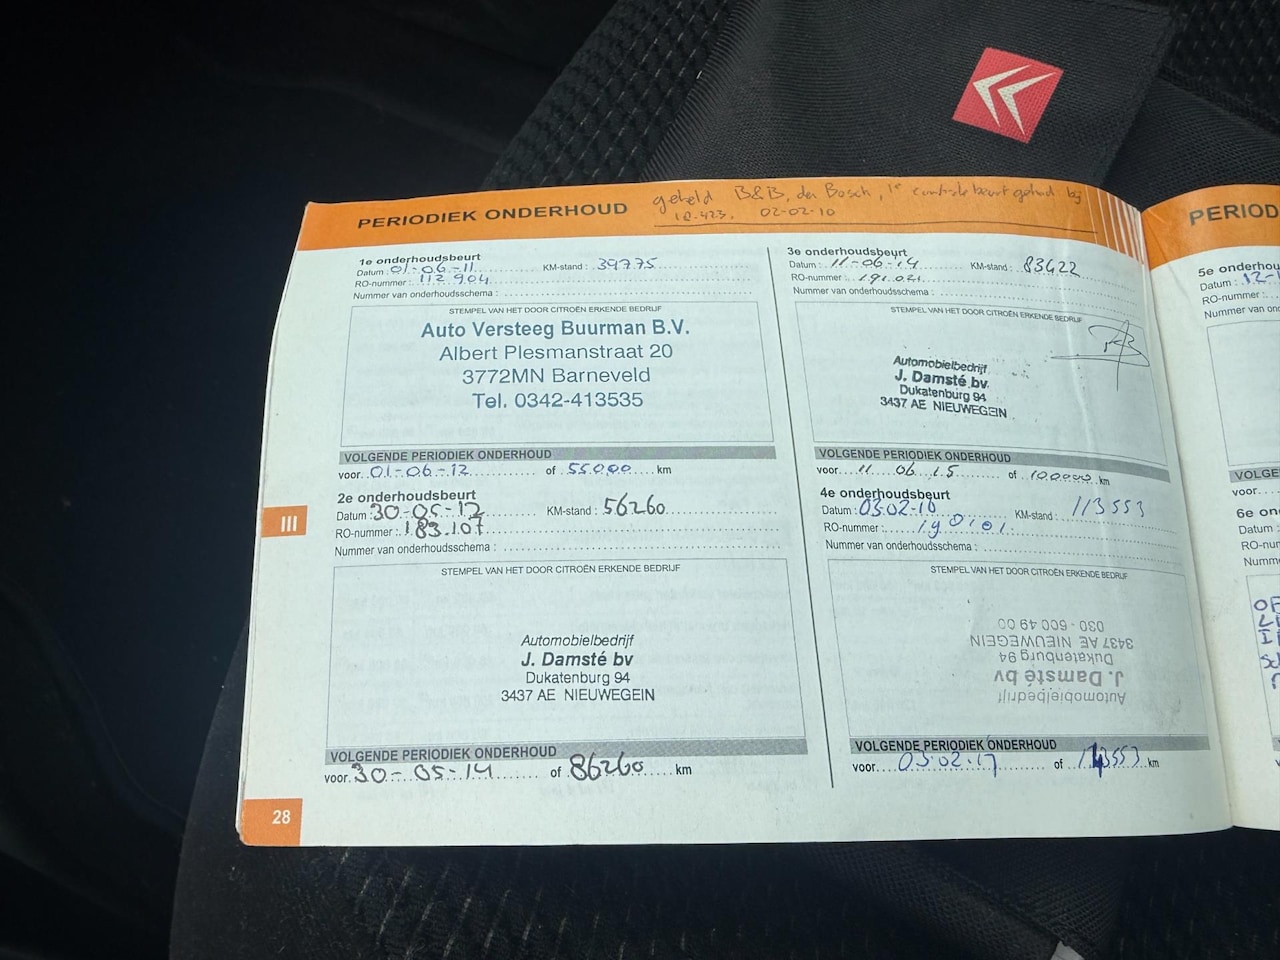 PERIODIEK ONDERHOUD
gebeld B&B, den Bosch, 1e controle beurt gehad bij
12.423. 02-02-10
1e onderhoudsbeurt
Datum : 01-06-11 KM-stand : 39775
RO-nummer : 112.904
Nummer van onderhoudsschema :
STEMPEL VAN HET DOOR CITROËN ERKENDE BEDRIJF
Auto Versteeg Buurman B.V.
Albert Plesmanstraat 20
3772MN Barneveld
Tel. 0342-413535
VOLGENDE PERIODIEK ONDERHOUD
voor 01-06-12 of 55.000 km
2e onderhoudsbeurt
Datum : 30-05-12 KM-stand : 56260
RO-nummer : 183.107
Nummer van onderhoudsschema :
STEMPEL VAN HET DOOR CITROËN ERKENDE BEDRIJF
Automobielbedrijf
J. Damsté bv
Dukatenburg 94
3437 AE NIEUWEGEIN
VOLGENDE PERIODIEK ONDERHOUD
voor 30-05-14 of 86260 km
III
28
3e onderhoudsbeurt
Datum : 11-06-14 KM-stand : 83422
RO-nummer : 191.021
Nummer van onderhoudsschema :
STEMPEL VAN HET DOOR CITROËN ERKENDE BEDRIJF
Automobielbedrijf
J. Damsté bv.
Dukatenburg 94
3437 AE NIEUWEGEIN
VOLGENDE PERIODIEK ONDERHOUD
voor 11 06 15 of 100.000 km
4e onderhoudsbeurt
Datum : 03-02-16 KM-stand : 113553
RO-nummer :
Nummer van onderhoudsschema :
STEMPEL VAN HET DOOR CITROËN ERKENDE BEDRIJF
Automobielbedrijf
J. Damsté bv
Dukatenburg 94
3437 AE NIEUWEGEIN
030 - 600 49 00
VOLGENDE PERIODIEK ONDERHOUD
voor 03.02.17 of km
PERIOD
5e onderhou
Datum : 12-
RO-nummer :
Nummer van ond
VOLGE
voor
6e on
Datum
RO-num
Numm